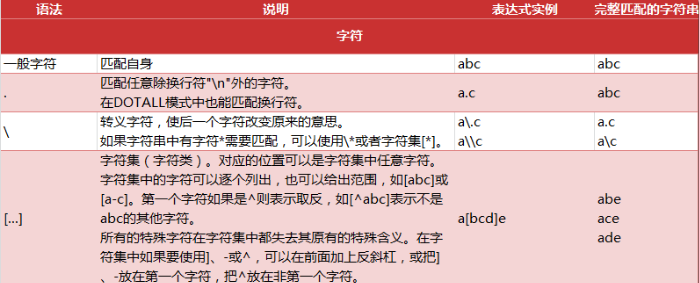 语法 说明 表达式实例 完整匹配的字符串
字符
一般字符 匹配自身 abc abc
. 匹配任意除换行符"\n"外的字符。
在DOTALL模式中也能匹配换行符。 a.c abc
\ 转义字符，使后一个字符改变原来的意思。
如果字符串中有字符*需要匹配，可以使用\*或者字符集[*]。 a\.c a.c
a\\c a\c
[...] 字符集（字符类）。对应的位置可以是字符集中任意字符。
字符集中的字符可以逐个列出，也可以给出范围，如[abc]或
[a-c]。第一个字符如果是^则表示取反，如[^abc]表示不是
abc的其他字符。
所有的特殊字符在字符集中都失去其原有的特殊含义。在字
符集中如果要使用]、-或^，可以在前面加上反斜杠，或把]
、-放在第一个字符，把^放在非第一个字符。
a[bcd]e
abe
ace
ade